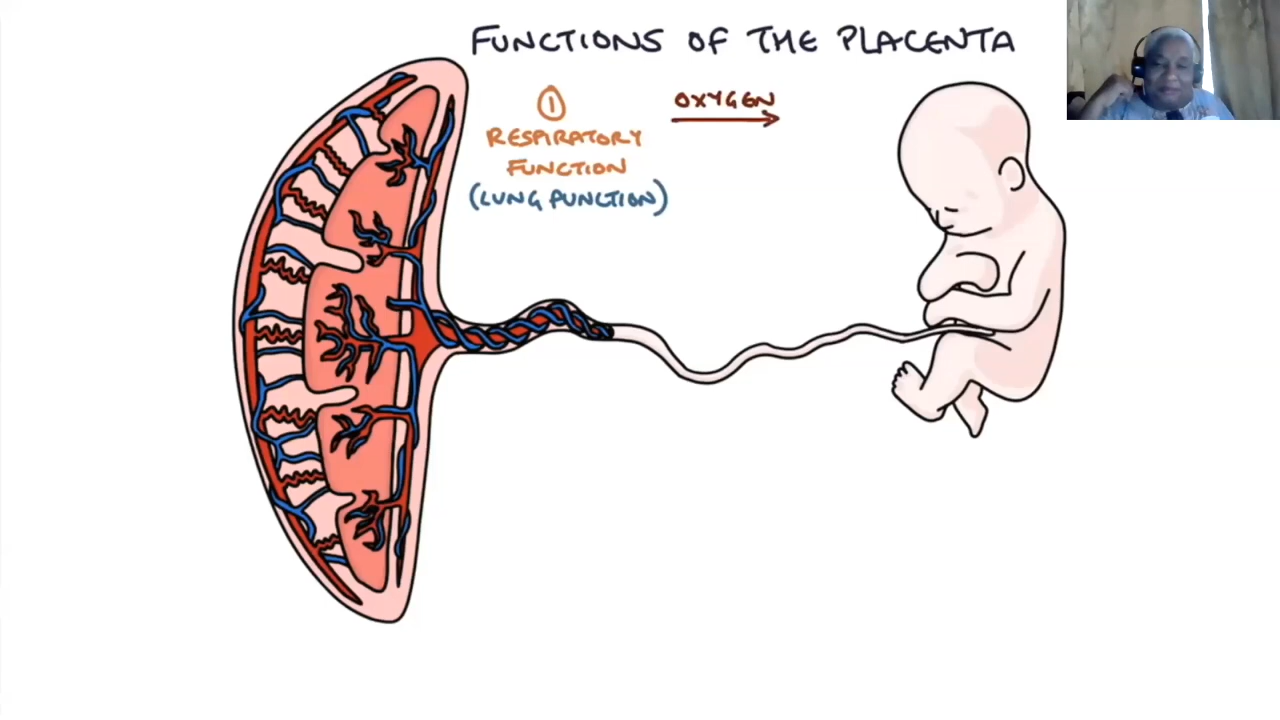 FUNCTIONS OF THE PLACENTA
1
RESPIRATORY
FUNCTION
(LUNG FUNCTION)
OXYGEN